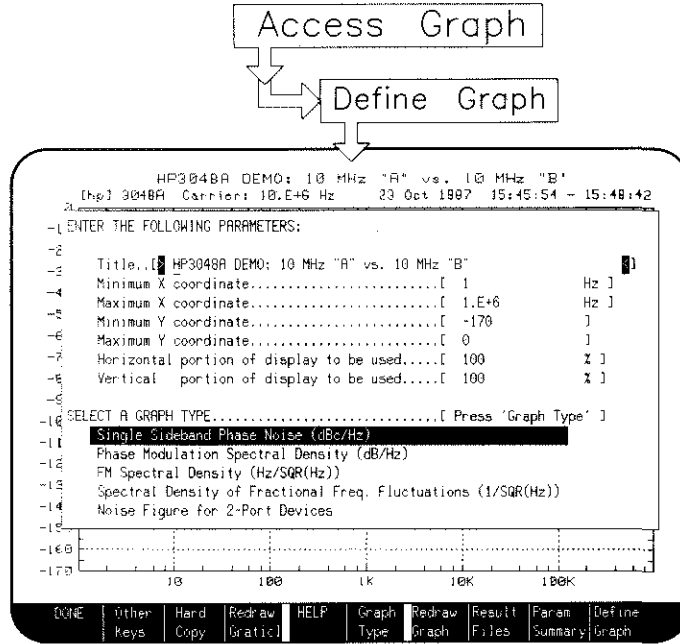 Access Graph
Define Graph
HP3048A DEMO: 10 MHz "A" vs. 10 MHz "B"
[hp] 3048A Carrier: 10.E+6 Hz 23 Oct 1987 15:45:54 - 15:48:42
ENTER THE FOLLOWING PARAMETERS:
Title..[> HP3048A DEMO: 10 MHz "A" vs. 10 MHz "B" <]
Minimum X coordinate.........................[ 1 Hz ]
Maximum X coordinate.........................[ 1.E+6 Hz ]
Minimum Y coordinate.........................[ -170 ]
Maximum Y coordinate.........................[ 0 ]
Horizontal portion of display to be used.....[ 100 % ]
Vertical portion of display to be used.....[ 100 % ]
SELECT A GRAPH TYPE..............................[ Press 'Graph Type' ]
Single Sideband Phase Noise (dBc/Hz)
Phase Modulation Spectral Density (dB/Hz)
FM Spectral Density (Hz/SQR(Hz))
Spectral Density of Fractional Freq. Fluctuations (1/SQR(Hz))
Noise Figure for 2-Port Devices
-160
-170
10 100 1K 10K 100K
DONE Other Hard Redraw HELP Graph Redraw Result Param Define
Keys Copy Graticl Type Graph Files Summary Graph